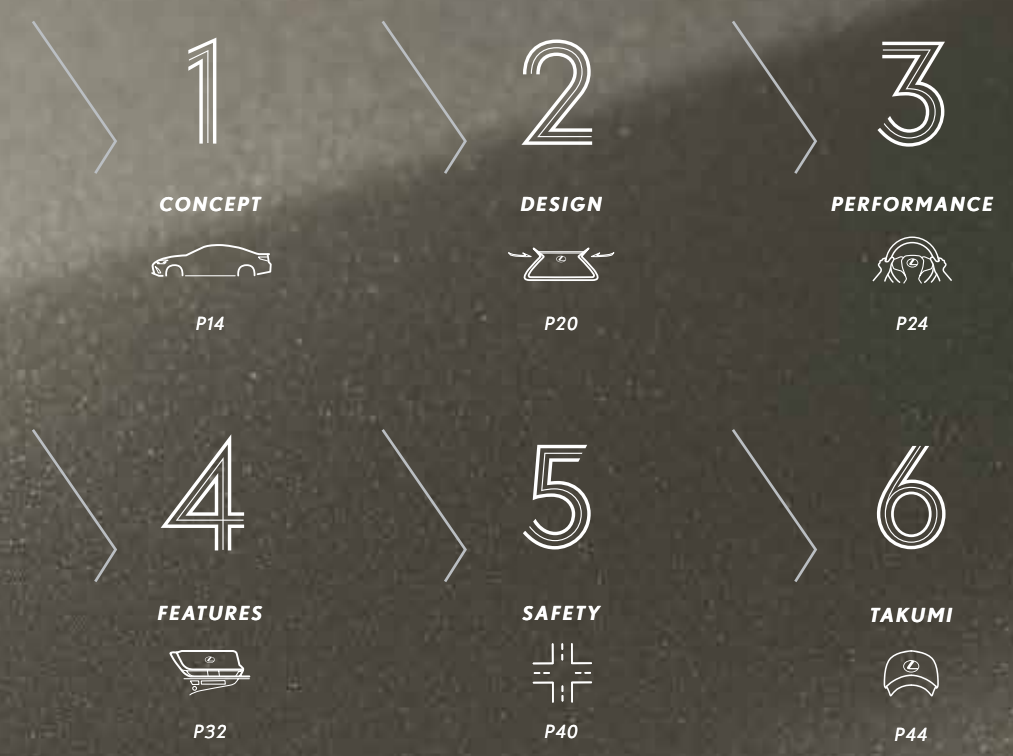 1
2
3
CONCEPT
DESIGN
PERFORMANCE
P14
P20
P24
4
5
6
FEATURES
SAFETY
TAKUMI
P32
P40
P44